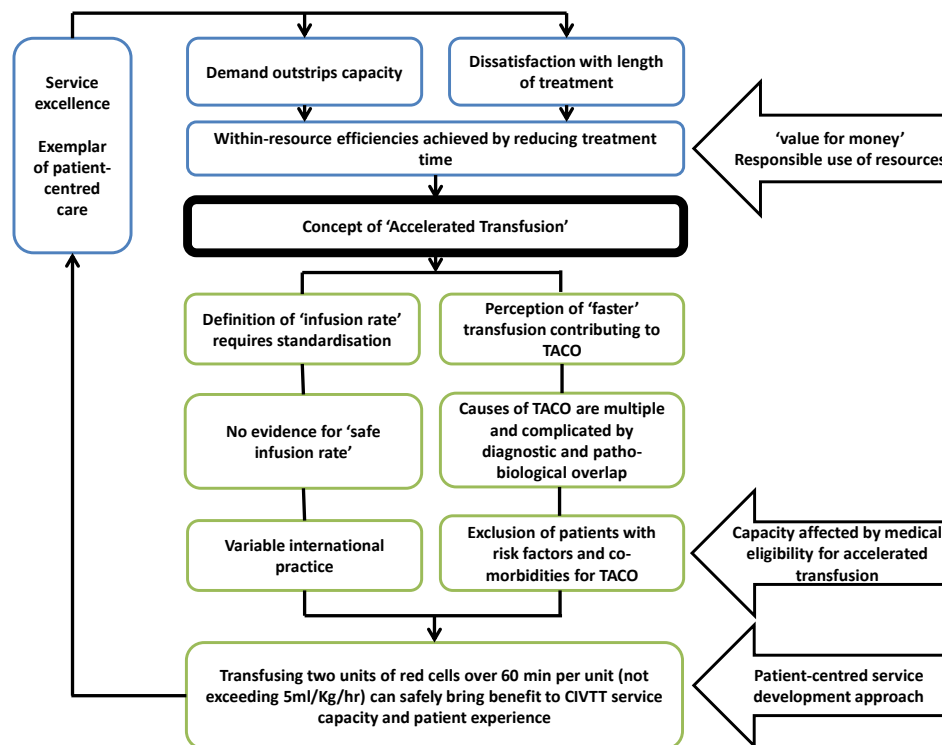 Service
excellence
Exemplar
of patient-
centred
care
Demand outstrips capacity
Dissatisfaction with length
of treatment
Within-resource efficiencies achieved by reducing treatment
time
‘value for money’
Responsible use of resources
Concept of ‘Accelerated Transfusion’
Definition of ‘infusion rate’
requires standardisation
Perception of ‘faster’
transfusion contributing to
TACO
No evidence for ‘safe
infusion rate’
Causes of TACO are multiple
and complicated by
diagnostic and patho-
biological overlap
Variable international
practice
Exclusion of patients with
risk factors and co-
morbidities for TACO
Capacity affected by medical
eligibility for accelerated
transfusion
Transfusing two units of red cells over 60 min per unit (not
exceeding 5ml/Kg/hr) can safely bring benefit to CIVTT service
capacity and patient experience
Patient-centred service
development approach